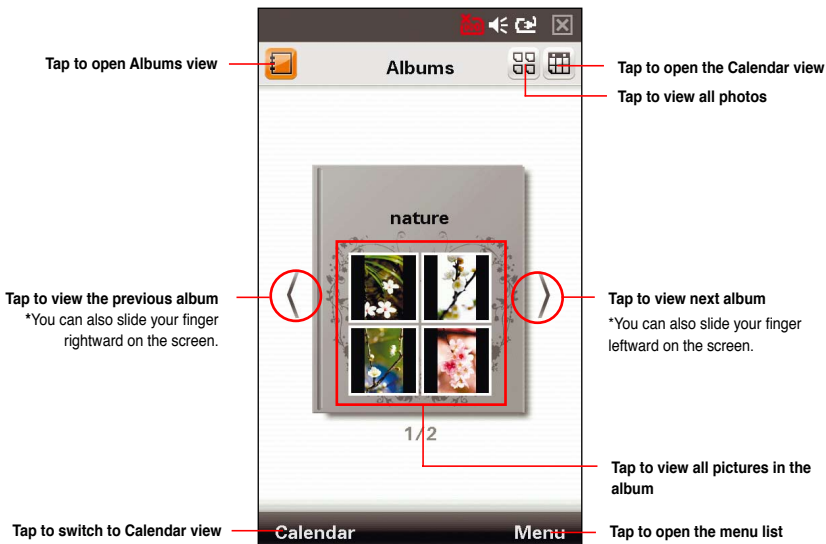 Tap to open Albums view
Albums
Tap to open the Calendar view
Tap to view all photos
nature
Tap to view the previous album
*You can also slide your finger
rightward on the screen.
Tap to view next album
*You can also slide your finger
leftward on the screen.
1/2
Tap to view all pictures in the
album
Tap to switch to Calendar view
Calendar
Menu
Tap to open the menu list